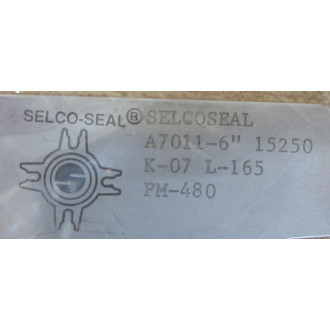 SELCO-SEAL® SELCOSEAL
A7011-6" 15250
K-07 L-165
PM-480